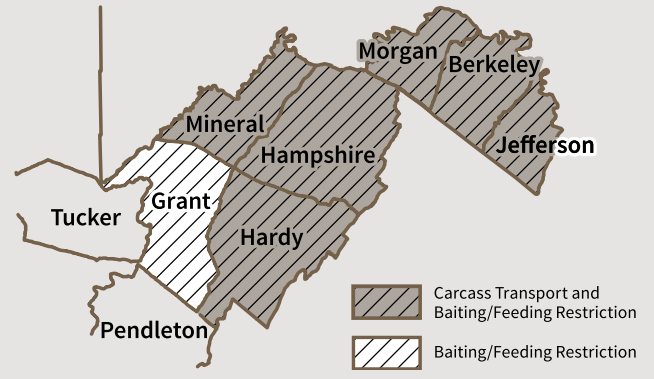 Morgan
Berkeley
Mineral
Hampshire
Jefferson
Grant
Tucker
Hardy
Pendleton
Carcass Transport and
Baiting/Feeding Restriction
Baiting/Feeding Restriction